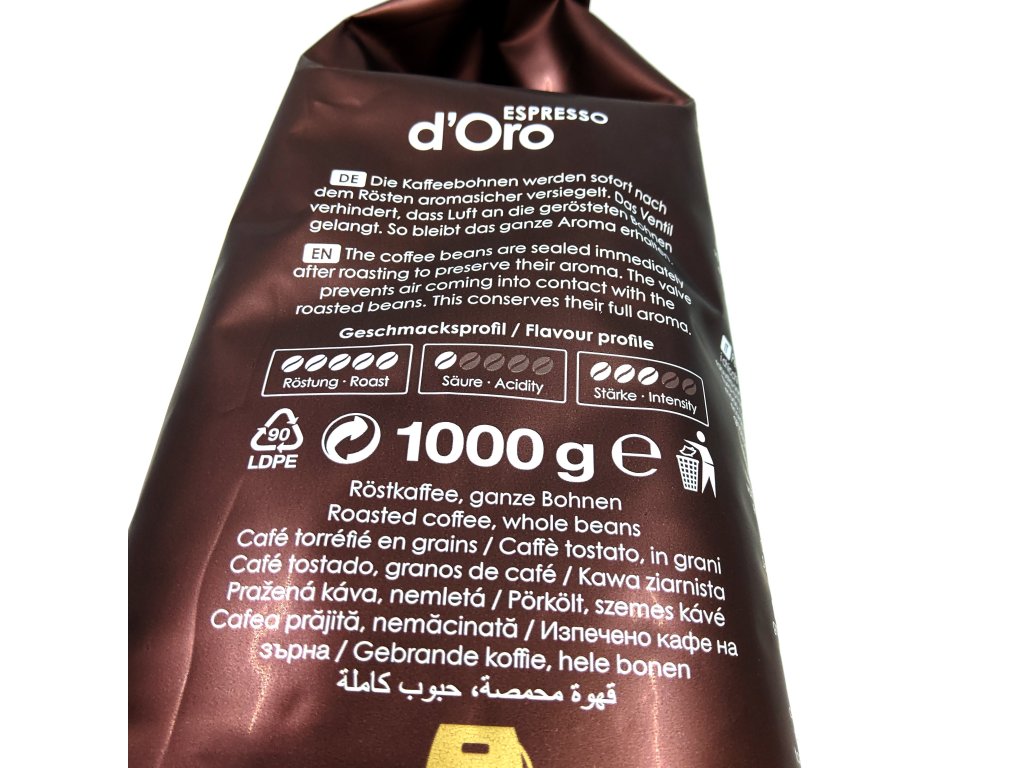 ESPRESSO
d'Oro
DE Die Kaffeebohnen werden sofort nach
dem Rösten aromasicher versiegelt. Das Ventil
verhindert, dass Luft an die gerösteten Bohnen
gelangt. So bleibt das ganze Aroma erhalten.
EN The coffee beans are sealed immediately
after roasting to preserve their aroma. The valve
prevents air coming into contact with the
roasted beans. This conserves their full aroma.
Geschmacksprofil / Flavour profile
Röstung · Roast
Säure · Acidity
Stärke · Intensity
90
LDPE
1000 g ℮
Röstkaffee, ganze Bohnen
Roasted coffee, whole beans
Café torréfié en grains / Caffè tostato, in grani
Café tostado, granos de café / Kawa ziarnista
Pražená káva, nemletá / Pörkölt, szemes kávé
Cafea prăjită, nemăcinată / Изпечено кафе на
зърна / Gebrande koffie, hele bonen
قهوة محمصة، حبوب كاملة